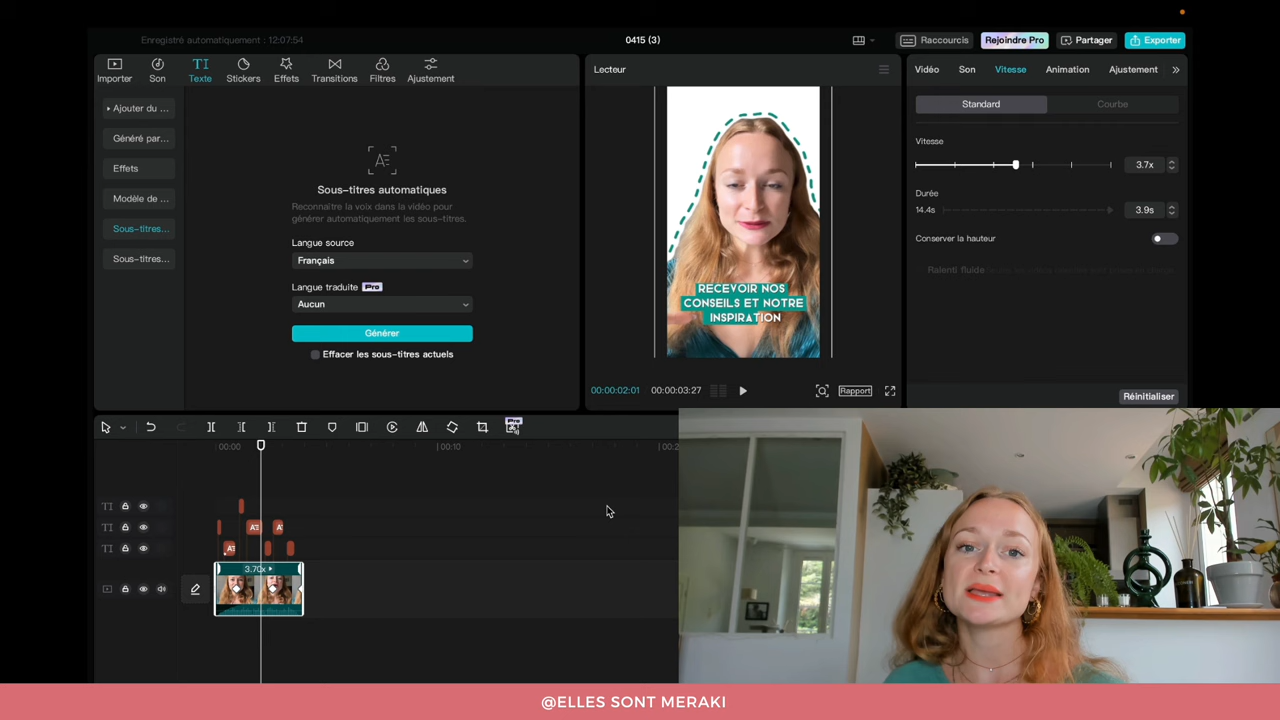 Enregistré automatiquement : 12:07:54
0415 (3)
Raccourcis
Rejoindre Pro
Partager
Exporter
Importer
Son
Texte
Stickers
Effets
Transitions
Filtres
Ajustement
Lecteur
Vidéo
Son
Vitesse
Animation
Ajustement
Ajouter du ...
Généré par...
Effets
Modèle de ...
Sous-titres...
Sous-titres...
Sous-titres automatiques
Reconnaître la voix dans la vidéo pour
générer automatiquement les sous-titres.
Langue source
Français
Langue traduite Pro
Aucun
Générer
Effacer les sous-titres actuels
RECEVOIR NOS
CONSEILS ET NOTRE
INSPIRATION
00:00:02:01
00:00:03:27
Rapport
Standard
Courbe
Vitesse
3.7x
Durée
14.4s
3.9s
Conserver la hauteur
Ralenti fluide
Réinitialiser
Pro
00:00
00:10
00:2
3.70x
@ELLES SONT MERAKI